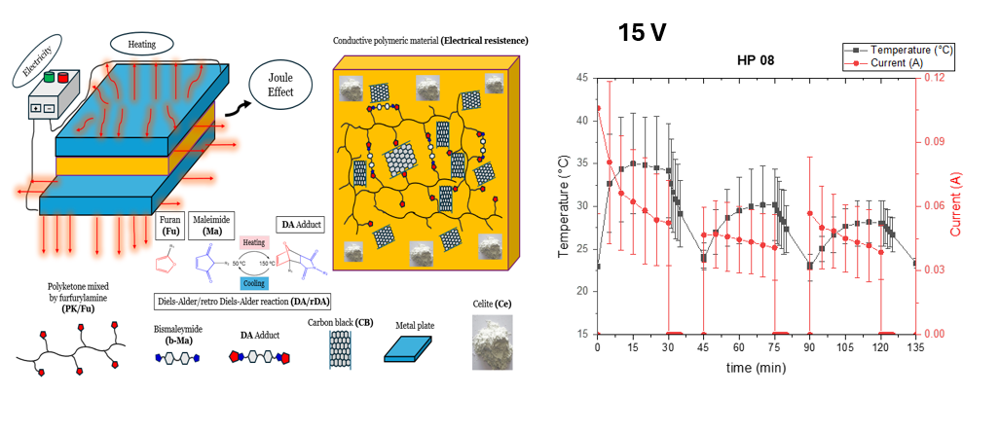 Electricity
Heating
Joule
Effect
Conductive polymeric material (Electrical resistence)
Furan
(Fu)
Maleimide
(Ma)
DA Adduct
Heating
50 ºC
150 ºC
Cooling
Diels-Alder/retro Diels-Alder reaction (DA/rDA)
Polyketone mixed
by furfurylamine
(PK/Fu)
Bismaleymide
(b-Ma)
DA Adduct
Carbon black (CB)
Metal plate
Celite (Ce)
15 V
HP 08
Temperature (°C)
Current (A)
45
40
35
30
25
20
15
Temperature (°C)
0.12
0.09
0.06
0.03
0.00
Current (A)
0 15 30 45 60 75 90 105 120 135
time (min)